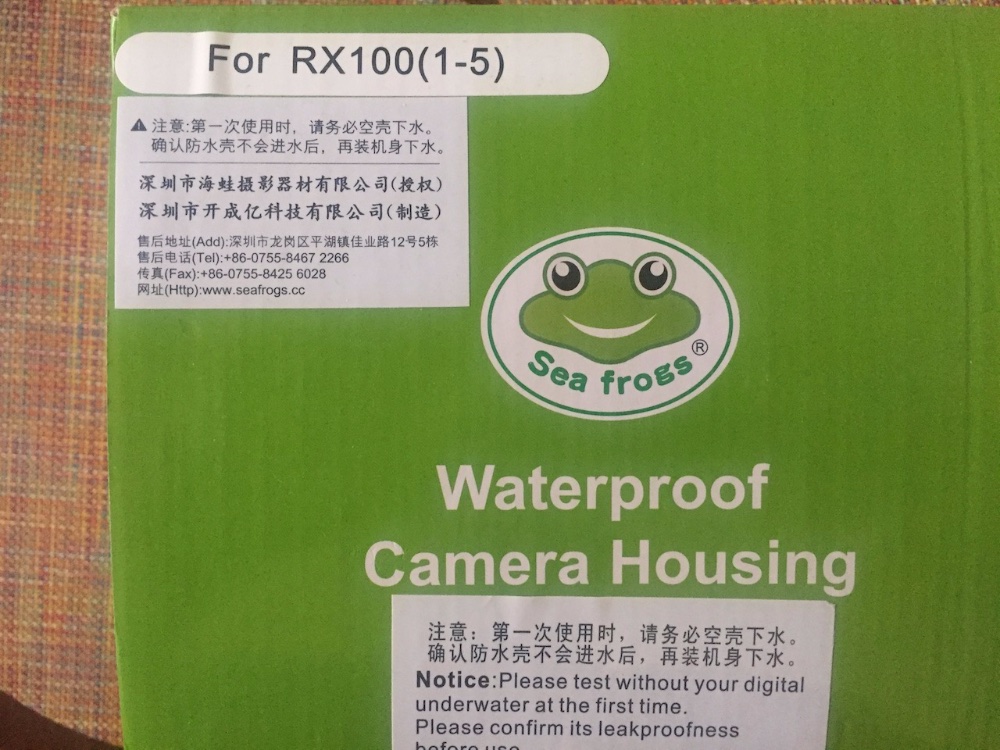 For RX100(1-5)
⚠注意:第一次使用时，请务必空壳下水。
确认防水壳不会进水后，再装机身下水。
深圳市海蛙摄影器材有限公司(授权)
深圳市开成亿科技有限公司(制造)
售后地址(Add):深圳市龙岗区平湖镇佳业路12号5栋
售后电话(Tel):+86-0755-8467 2266
传真(Fax):+86-0755-8425 6028
网址(Http):www.seafrogs.cc
Sea frogs®
Waterproof
Camera Housing
注意：第一次使用时，请务必空壳下水。
确认防水壳不会进水后，再装机身下水。
Notice:Please test without your digital
underwater at the first time.
Please confirm its leakproofness
before use.